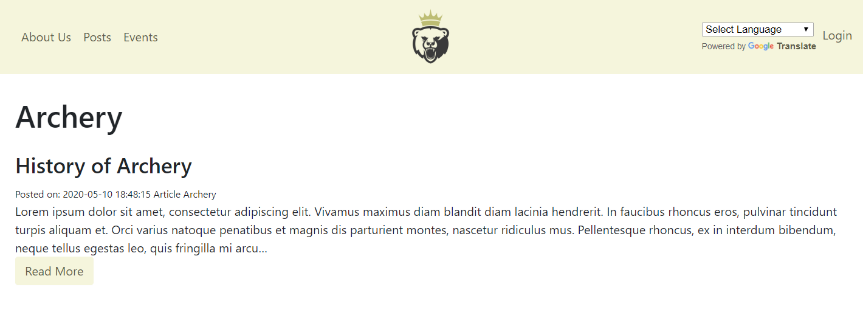 About Us Posts Events
Select Language
Powered by Google Translate
Login
Archery
History of Archery
Posted on: 2020-05-10 18:48:15 Article Archery
Lorem ipsum dolor sit amet, consectetur adipiscing elit. Vivamus maximus diam blandit diam lacinia hendrerit. In faucibus rhoncus eros, pulvinar tincidunt
turpis aliquam et. Orci varius natoque penatibus et magnis dis parturient montes, nascetur ridiculus mus. Pellentesque rhoncus, ex in interdum bibendum,
neque tellus egestas leo, quis fringilla mi arcu...
Read More